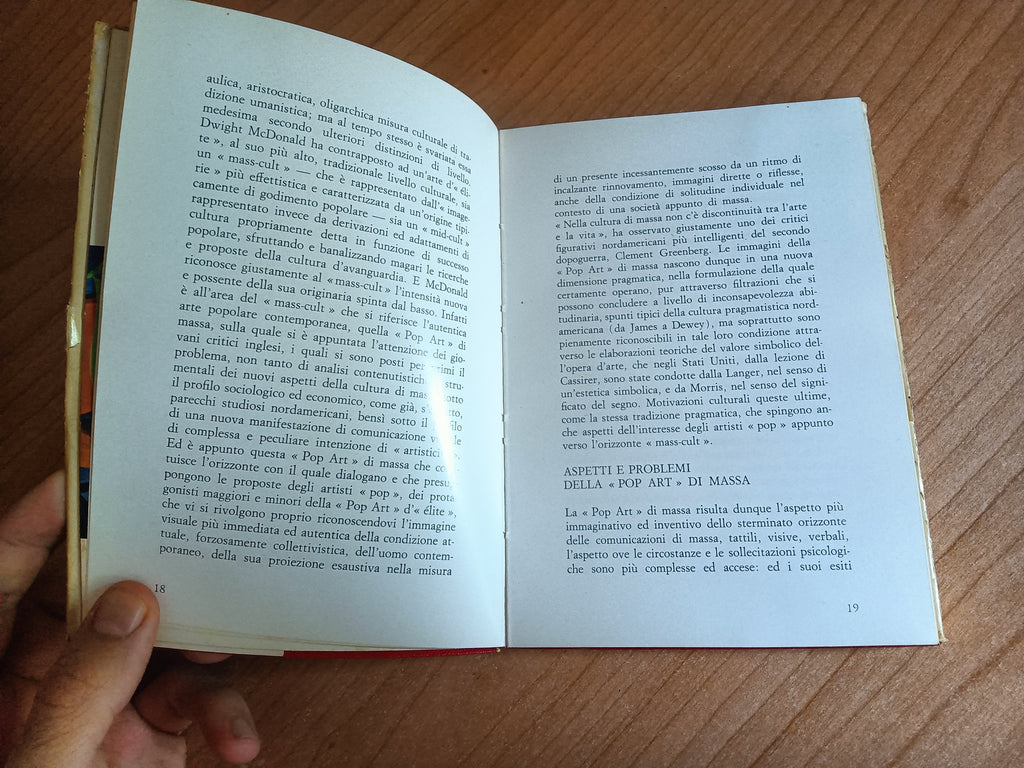 aulica, aristocratica, oligarchica misura culturale di tra-
dizione umanistica; ma al tempo stesso è svariata essa
medesima secondo ulteriori distinzioni di livello.
Dwight McDonald ha contrapposto ad un'arte d'« éli-
te », al suo più alto, tradizionale livello culturale, sia
un « mass-cult » — che è rappresentato dall'« image-
rie » più effettistica e caratterizzata da un'origine tipi-
camente di godimento popolare — sia un « mid-cult »
rappresentato invece da derivazioni ed adattamenti di
cultura propriamente detta in funzione di successo
popolare, sfruttando e banalizzando magari le ricerche
e proposte della cultura d'avanguardia. E McDonald
riconosce giustamente al « mass-cult » l'intensità nuova
e possente della sua originaria spinta dal basso. Infatti
è all'area del « mass-cult » che si riferisce l'autentica
arte popolare contemporanea, quella « Pop Art » di
massa, sulla quale si è appuntata l'attenzione dei gio-
vani critici inglesi, i quali si sono posti per primi il
problema, non tanto di analisi contenutistiche stru-
mentali dei nuovi aspetti della cultura di massa sotto
il profilo sociologico ed economico, come già,
parecchi studiosi nordamericani, bensì sotto il profilo
di una nuova manifestazione di comunicazione
di complessa e peculiare intenzione di « artisticità ».
Ed è appunto questa « Pop Art » di massa che
tuisce l'orizzonte con il quale dialogano e che
pongono le proposte degli artisti « pop », dei prota
gonisti maggiori e minori della « Pop Art » d'« élite »,
che vi si rivolgono proprio riconoscendovi l'immagine
visuale più immediata ed autentica della condizione at-
tuale, forzosamente collettivistica, dell'uomo contem-
poraneo, della sua proiezione esaustiva nella misura
18
di un presente incessantemente scosso da un ritmo di
incalzante rinnovamento, immagini dirette o riflesse,
anche della condizione di solitudine individuale nel
contesto di una società appunto di massa.
« Nella cultura di massa non c'è discontinuità tra l'arte
e la vita », ha osservato giustamente uno dei critici
figurativi nordamericani più intelligenti del secondo
dopoguerra, Clement Greenberg. Le immagini della
« Pop Art » di massa nascono dunque in una nuova
dimensione pragmatica, nella formulazione della quale
certamente operano, pur attraverso filtrazioni che si
possono concludere a livello di inconsapevolezza abi-
tudinaria, spunti tipici della cultura pragmatistica nord-
americana (da James a Dewey), ma soprattutto sono
pienamente riconoscibili in tale loro condizione attra-
verso le elaborazioni teoriche del valore simbolico del-
l'opera d'arte, che negli Stati Uniti, dalla lezione di
Cassirer, sono state condotte dalla Langer, nel senso di
un'estetica simbolica, e da Morris, nel senso del signi-
ficato del segno. Motivazioni culturali queste ultime,
come la stessa tradizione pragmatica, che spingono an-
che aspetti dell'interesse degli artisti « pop » appunto
verso l'orizzonte « mass-cult ».
ASPETTI E PROBLEMI
DELLA « POP ART » DI MASSA
La « Pop Art » di massa risulta dunque l'aspetto più
immaginativo ed inventivo dello sterminato orizzonte
delle comunicazioni di massa, tattili, visive, verbali,
l'aspetto ove le circostanze e le sollecitazioni psicologi-
che sono più complesse ed accese: ed i suoi esiti
19